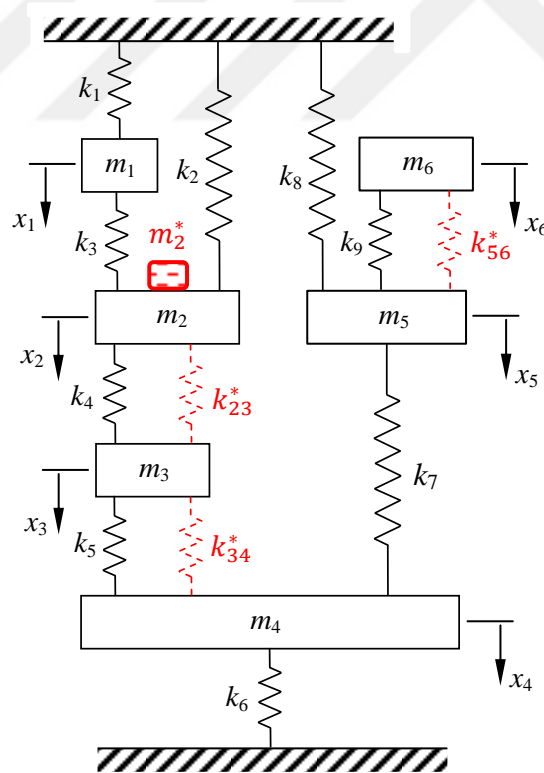 k₁
m₁
m₆
k₂
k₈
x₁
x₆
k₃
m₂*
k₉
k₅₆*
m₂
m₅
x₂
x₅
k₄
k₂₃*
m₃
k₇
x₃
k₅
k₃₄*
m₄
x₄
k₆